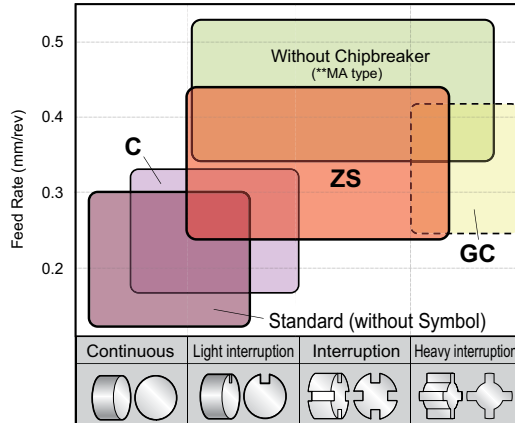 0.5
0.4
0.3
0.2
Feed Rate (mm/rev)
Without Chipbreaker
(**MA type)
C
ZS
GC
Standard (without Symbol)
Continuous
Light interruption
Interruption
Heavy interruption